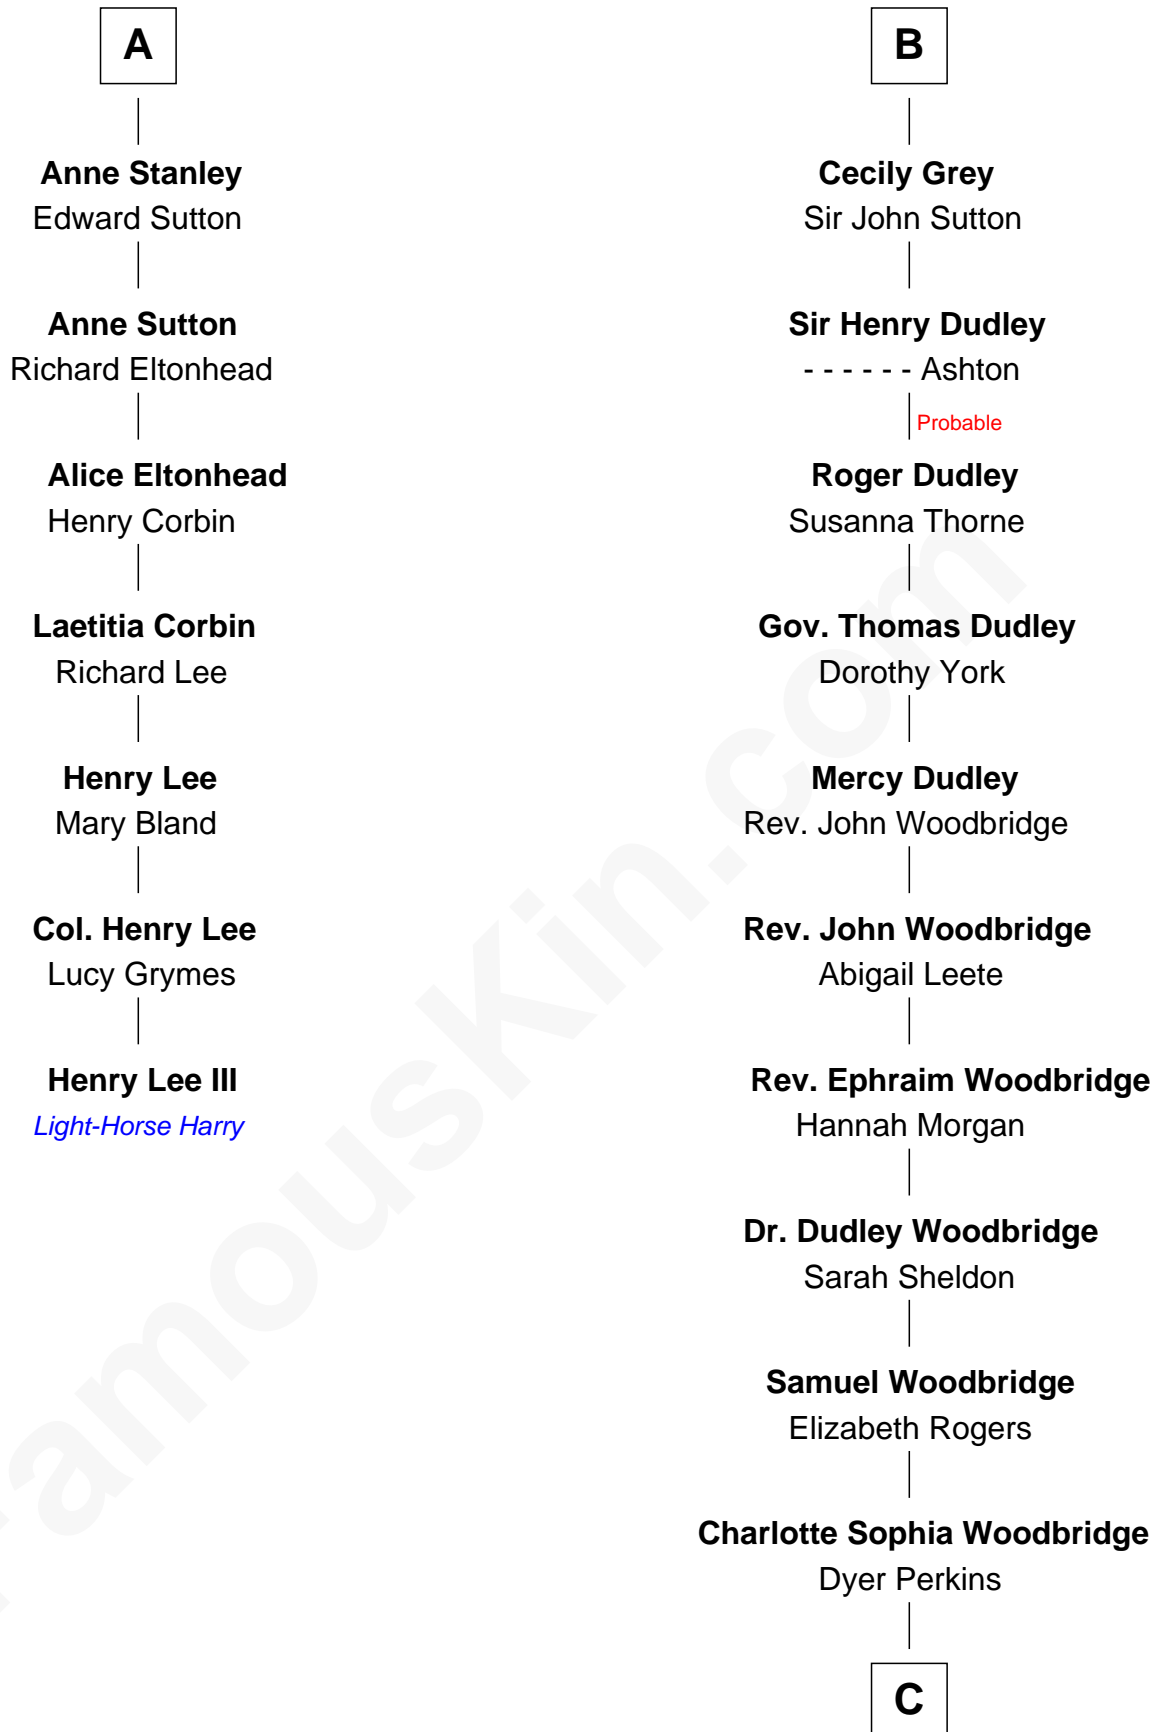 A
Anne Stanley
Edward Sutton
Anne Sutton
Richard Eltonhead
Alice Eltonhead
Henry Corbin
Laetitia Corbin
Richard Lee
Henry Lee
Mary Bland
Col. Henry Lee
Lucy Grymes
Henry Lee III
Light-Horse Harry
B
Cecily Grey
Sir John Sutton
Sir Henry Dudley
- - - - - - Ashton
Probable
Roger Dudley
Susanna Thorne
Gov. Thomas Dudley
Dorothy York
Mercy Dudley
Rev. John Woodbridge
Rev. John Woodbridge
Abigail Leete
Rev. Ephraim Woodbridge
Hannah Morgan
Dr. Dudley Woodbridge
Sarah Sheldon
Samuel Woodbridge
Elizabeth Rogers
Charlotte Sophia Woodbridge
Dyer Perkins
C
FamousKin.com